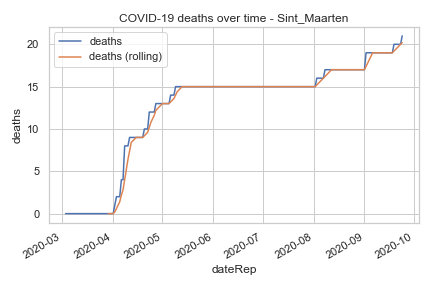 COVID-19 deaths over time - Sint_Maarten
deaths
deaths (rolling)
deaths
20
15
10
5
0
2020-03
2020-04
2020-05
2020-06
2020-07
2020-08
2020-09
2020-10
dateRep